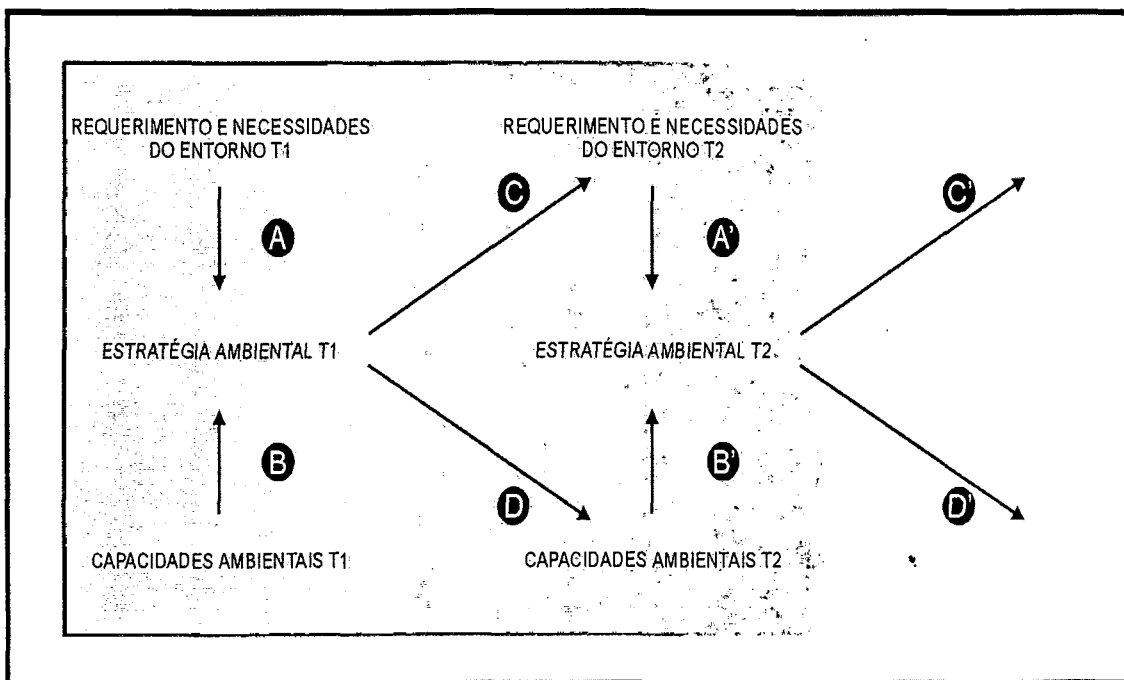 REQUERIMENTO E NECESSIDADES
DO ENTORNO T1
REQUERIMENTO E NECESSIDADES
DO ENTORNO T2
C
C'
A
A'
ESTRATÉGIA AMBIENTAL T1
ESTRATÉGIA AMBIENTAL T2
B
B'
D
D'
CAPACIDADES AMBIENTAIS T1
CAPACIDADES AMBIENTAIS T2